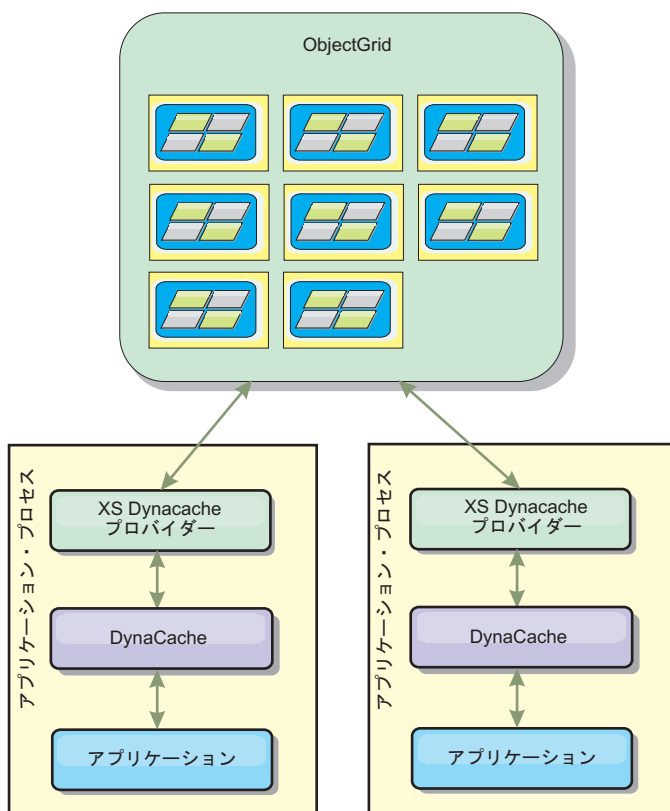 ObjectGrid
アプリケーション・プロセス
XS Dynacache
プロバイダー
DynaCache
アプリケーション
アプリケーション・プロセス
XS Dynacache
プロバイダー
DynaCache
アプリケーション